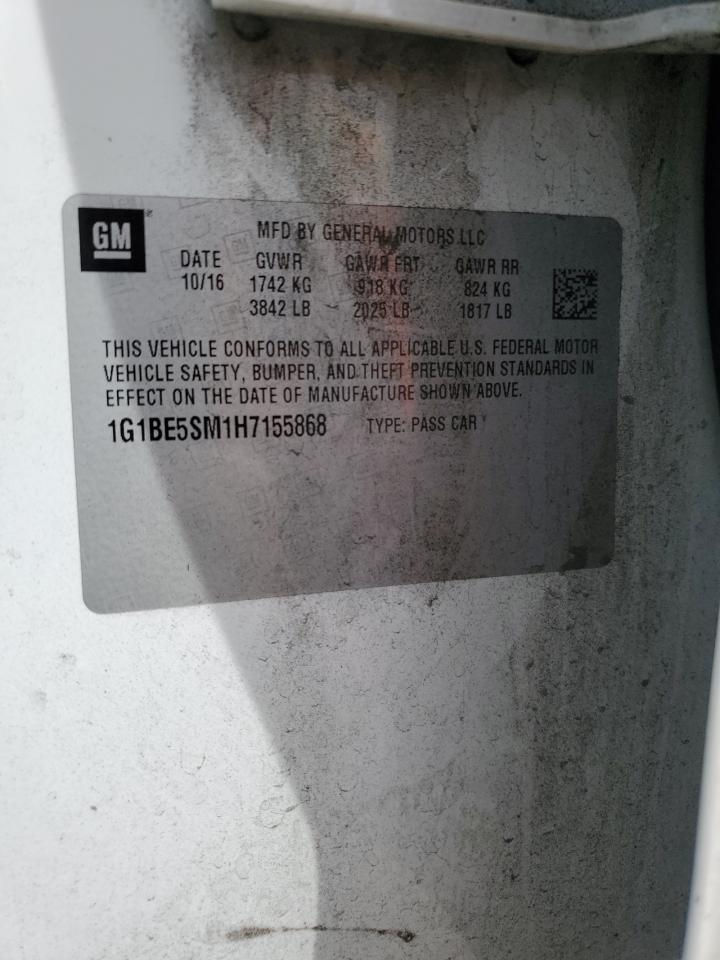 GM
MFD BY GENERAL MOTORS LLC
DATE GVWR GAWR FRT GAWR RR
10/16 1742 KG 918 KG 824 KG
3842 LB 2025 LB 1817 LB
THIS VEHICLE CONFORMS TO ALL APPLICABLE U.S. FEDERAL MOTOR
VEHICLE SAFETY, BUMPER, AND THEFT PREVENTION STANDARDS IN
EFFECT ON THE DATE OF MANUFACTURE SHOWN ABOVE.
1G1BE5SM1H7155868 TYPE: PASS CAR